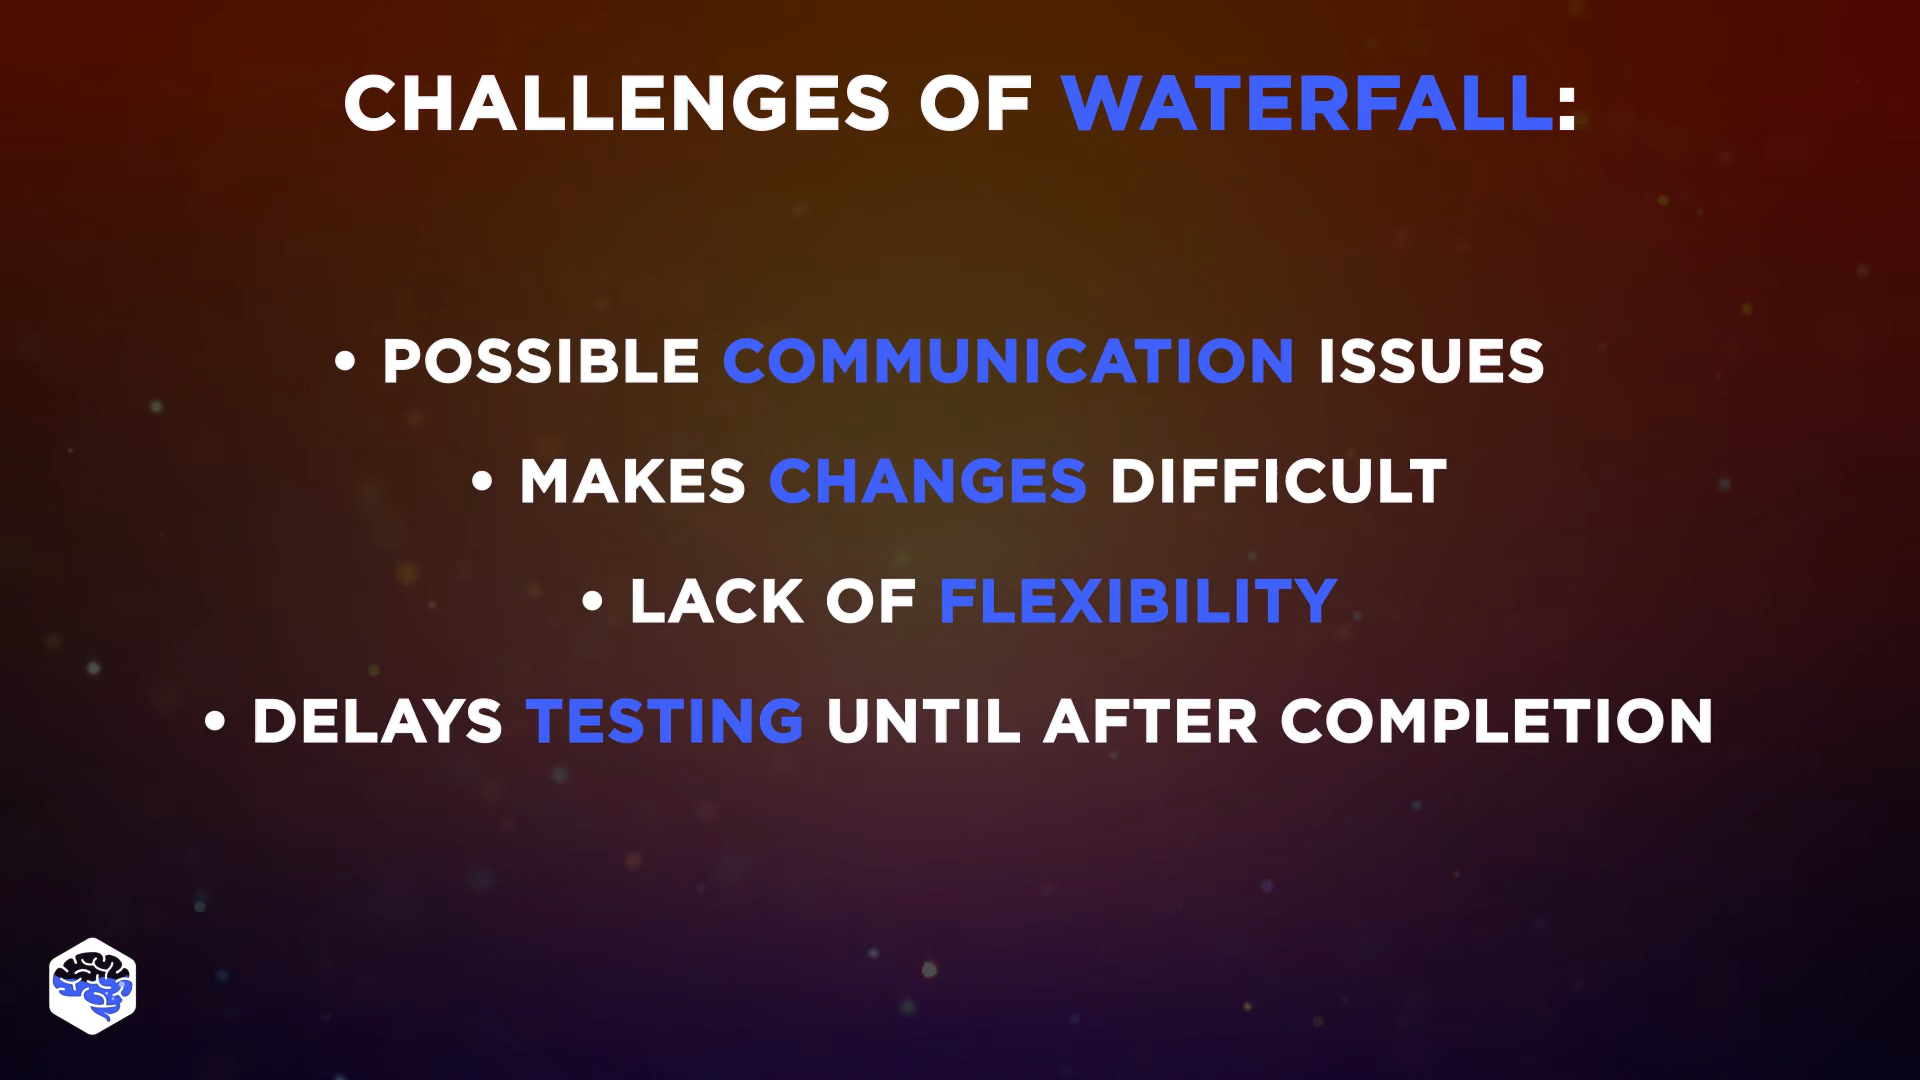 CHALLENGES OF WATERFALL:
• POSSIBLE COMMUNICATION ISSUES
• MAKES CHANGES DIFFICULT
• LACK OF FLEXIBILITY
• DELAYS TESTING UNTIL AFTER COMPLETION